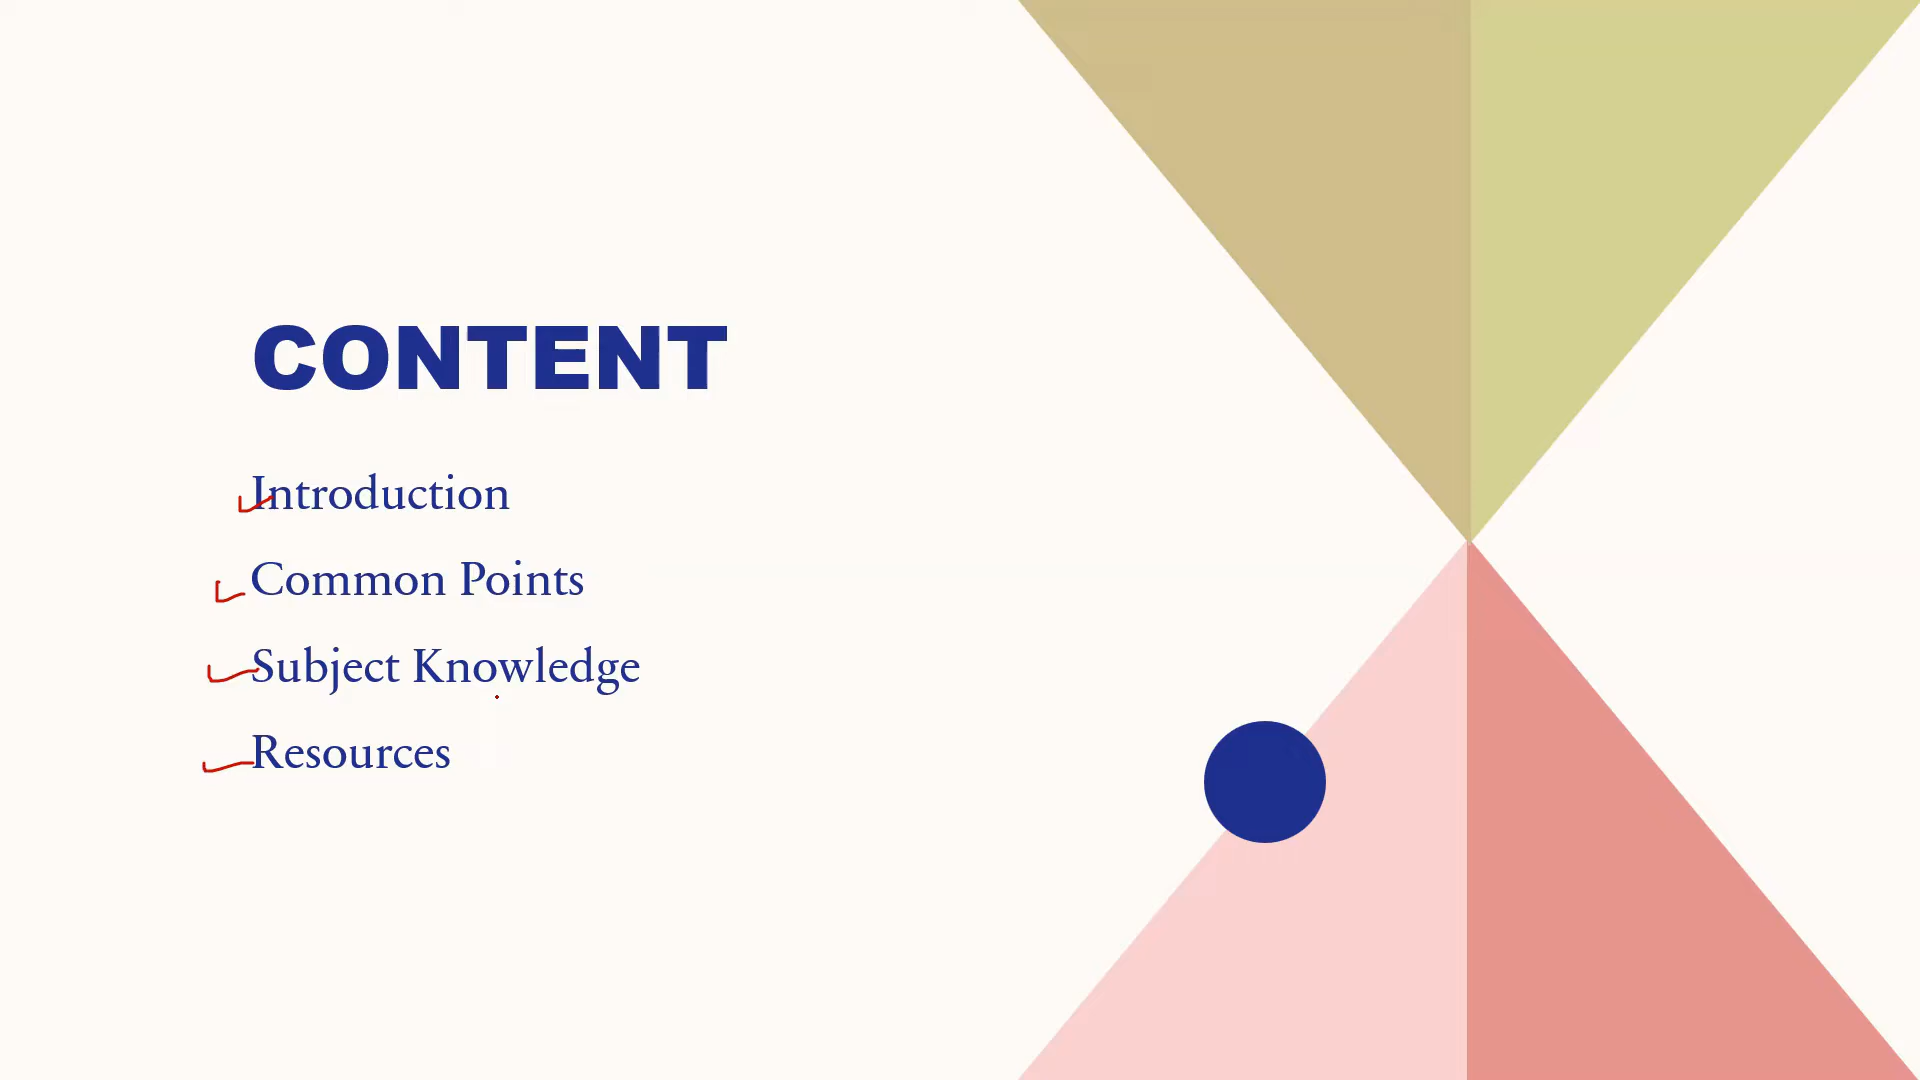 CONTENT
Introduction
Common Points
Subject Knowledge
Resources